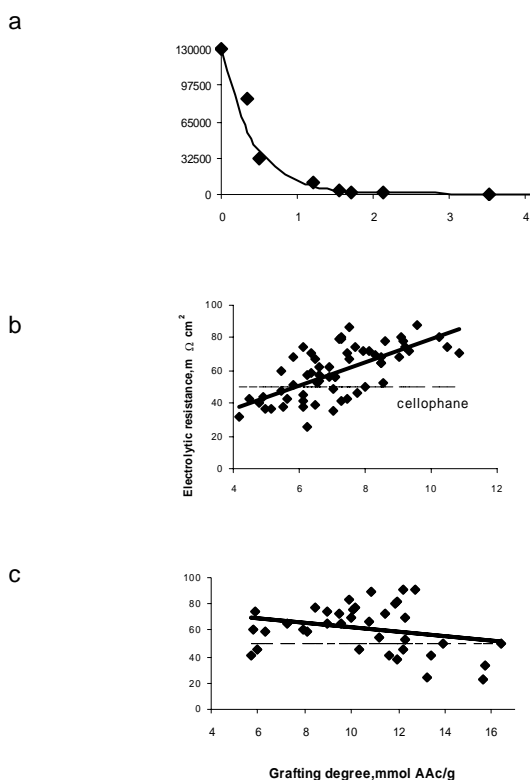 a
130000
97500
65000
32500
0
0 1 2 3 4
b
Electrolytic resistance,m Ω cm²
100
80
60
40
20
0
cellophane
4 6 8 10 12
c
100
80
60
40
20
0
4 6 8 10 12 14 16
Grafting degree,mmol AAc/g